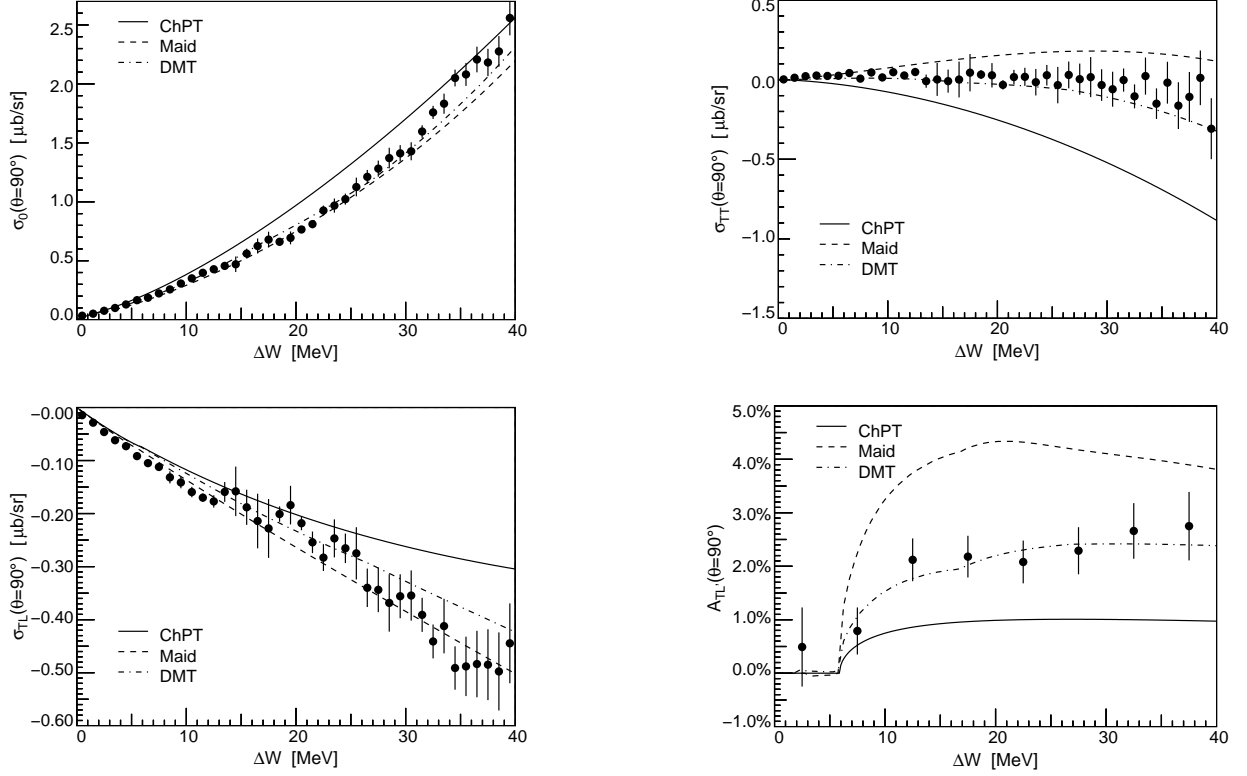 2.5
2.0
1.5
1.0
0.5
0.0
σ0(θ=90°) [μb/sr]
ChPT
Maid
DMT
0
10
20
30
40
ΔW [MeV]
0.5
0.0
−0.5
−1.0
−1.5
σTT(θ=90°) [μb/sr]
ChPT
Maid
DMT
0
10
20
30
40
ΔW [MeV]
−0.00
−0.10
−0.20
−0.30
−0.40
−0.50
−0.60
σTL(θ=90°) [μb/sr]
ChPT
Maid
DMT
0
10
20
30
40
ΔW [MeV]
5.0%
4.0%
3.0%
2.0%
1.0%
0.0%
−1.0%
ATL'(θ=90°)
ChPT
Maid
DMT
0
10
20
30
40
ΔW [MeV]